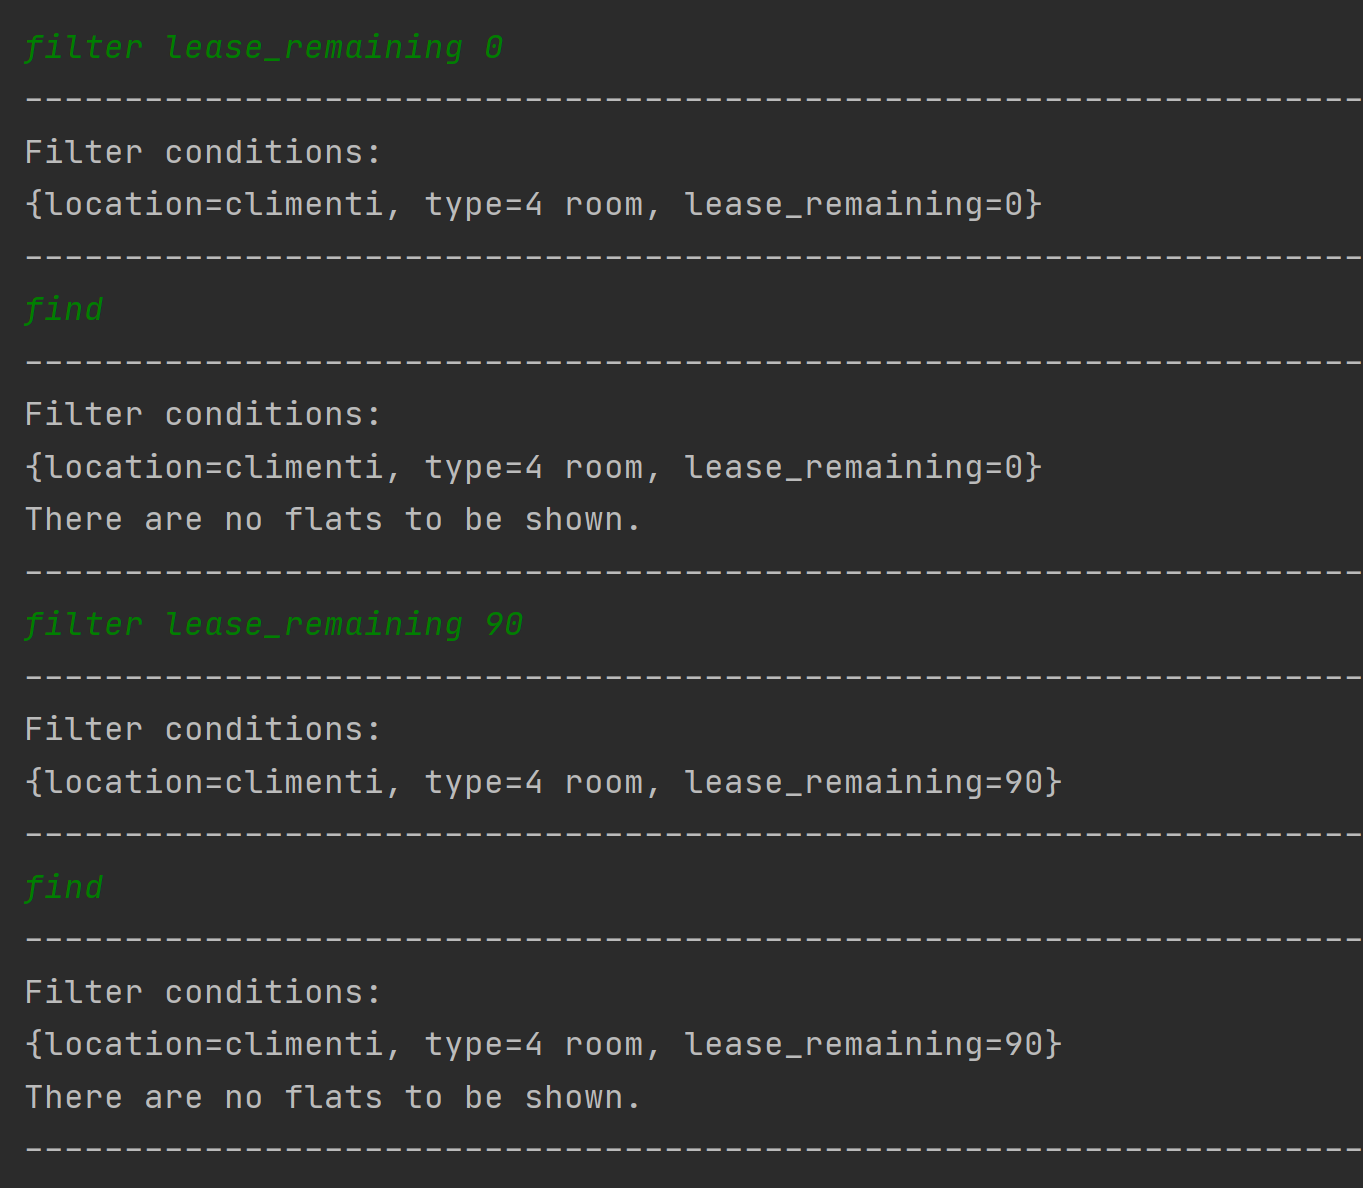 filter lease_remaining 0
--------------------------------------------------------------------
Filter conditions:
{location=climenti, type=4 room, lease_remaining=0}
--------------------------------------------------------------------
find
--------------------------------------------------------------------
Filter conditions:
{location=climenti, type=4 room, lease_remaining=0}
There are no flats to be shown.
--------------------------------------------------------------------
filter lease_remaining 90
--------------------------------------------------------------------
Filter conditions:
{location=climenti, type=4 room, lease_remaining=90}
--------------------------------------------------------------------
find
--------------------------------------------------------------------
Filter conditions:
{location=climenti, type=4 room, lease_remaining=90}
There are no flats to be shown.
--------------------------------------------------------------------